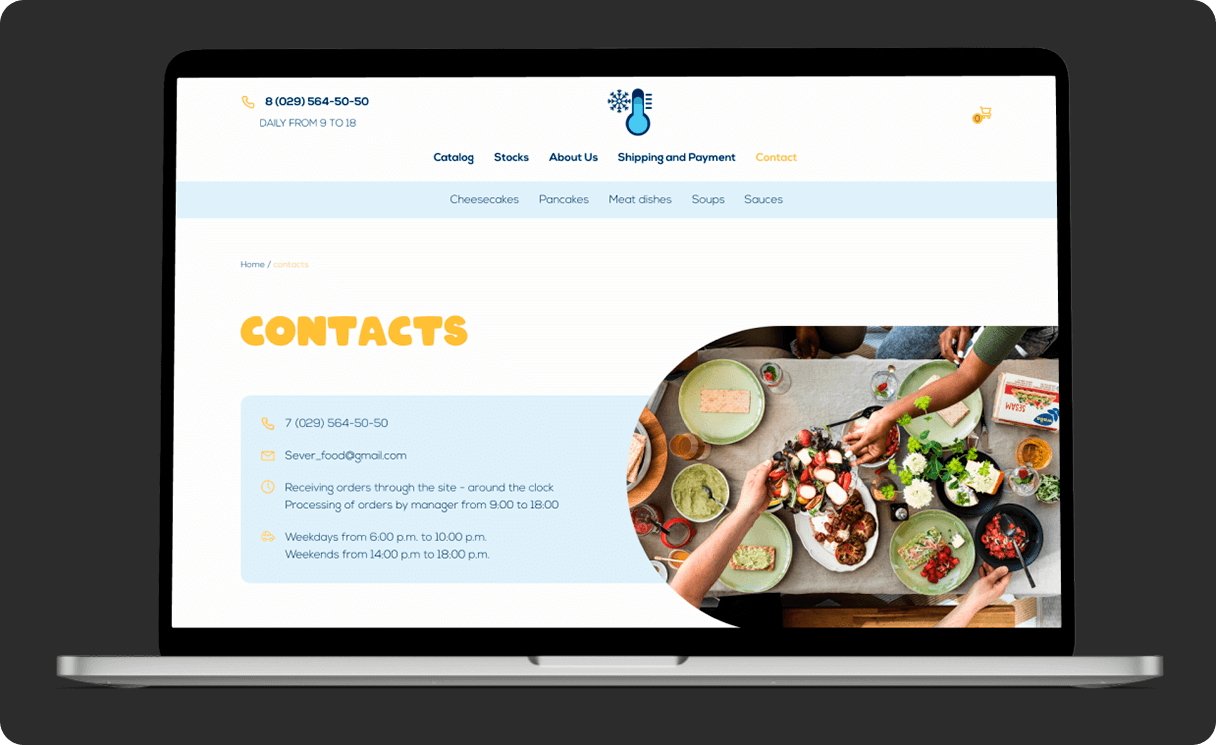 8 (029) 564-50-50
DAILY FROM 9 TO 18
0
Catalog Stocks About Us Shipping and Payment Contact
Cheesecakes Pancakes Meat dishes Soups Sauces
Home / contacts
CONTACTS
7 (029) 564-50-50
Sever_food@gmail.com
Receiving orders through the site - around the clock
Processing of orders by manager from 9:00 to 18:00
Weekdays from 6:00 p.m. to 10:00 p.m.
Weekends from 14:00 p.m to 18:00 p.m.
SESAM